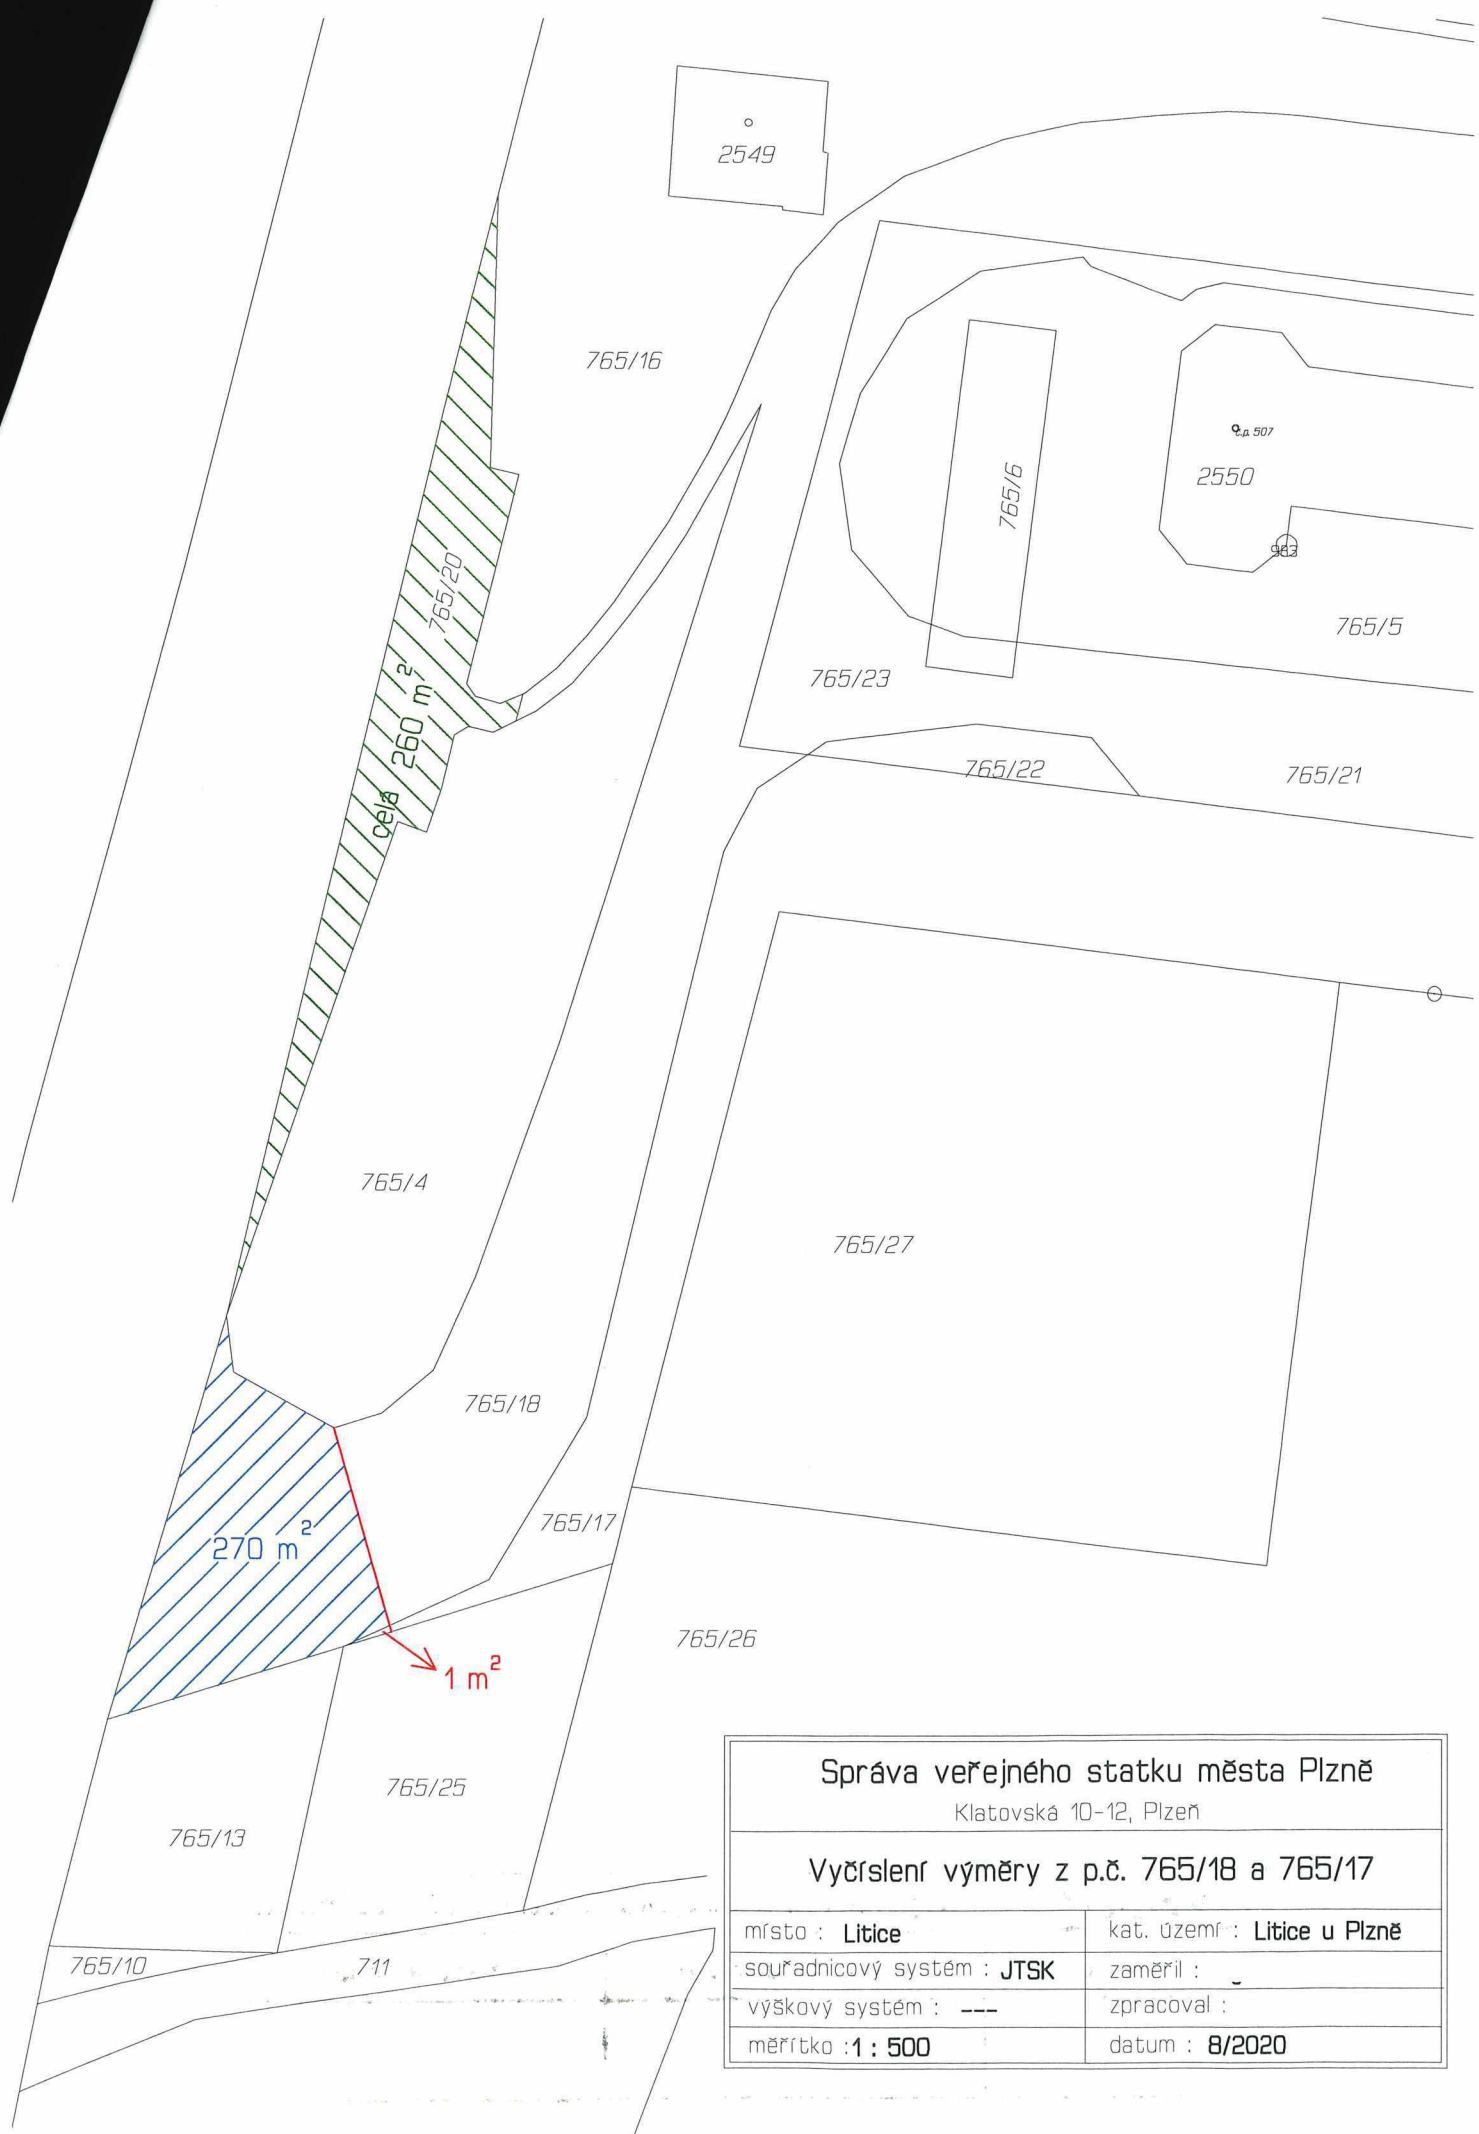 2549
765/16
č.p. 507
2550
765/6
983
765/20
765/5
765/23
celá 260 m²
765/22
765/21
765/4
765/27
765/18
765/17
270 m²
765/26
1 m²
765/25
765/13
765/10
711
Správa veřejného statku města Plzně
Klatovská 10-12, Plzeň
Vyčíslení výměry z p.č. 765/18 a 765/17
místo : Litice
kat. území : Litice u Plzně
souřadnicový systém : JTSK
zaměřil :
výškový systém : ---
zpracoval :
měřítko :1 : 500
datum : 8/2020